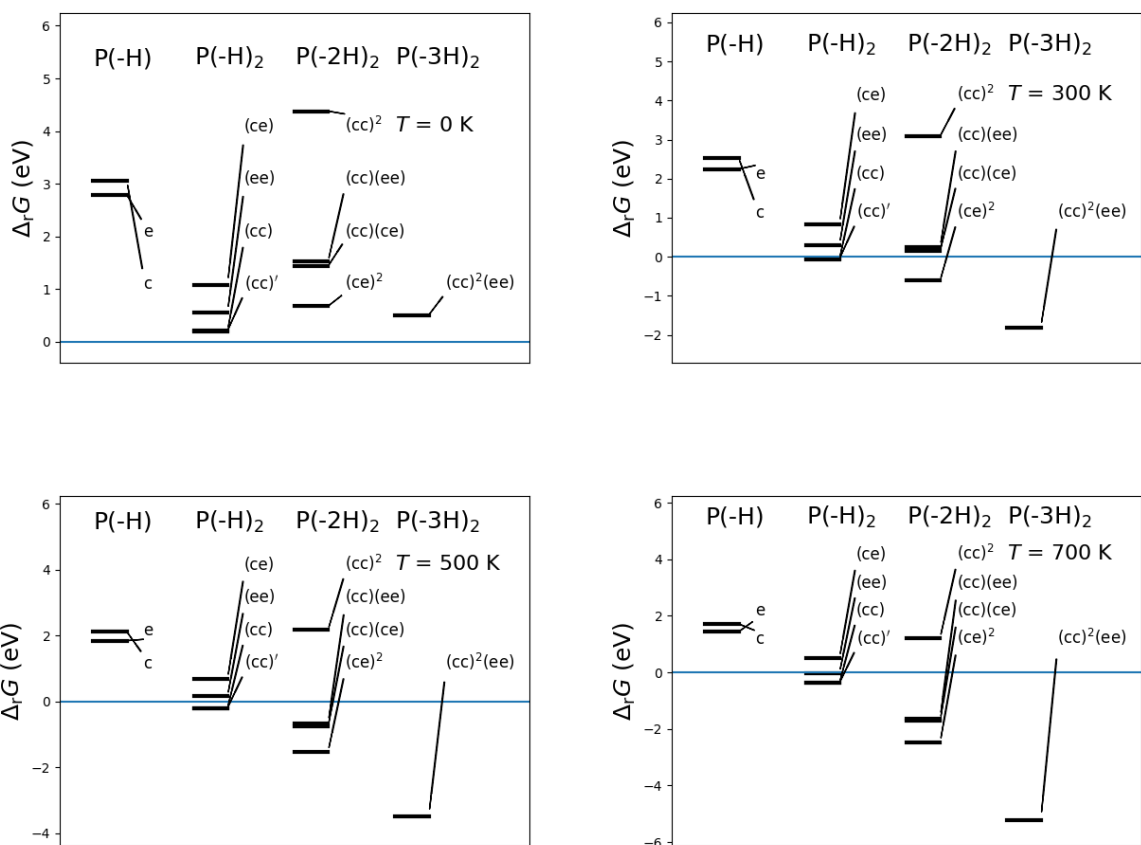 P(-H) P(-H)₂ P(-2H)₂ P(-3H)₂
T = 0 K
(ce) (cc)²
(ee) (cc)(ee)
e (cc) (cc)(ce)
c (cc)′ (ce)² (cc)²(ee)
ΔᵣG (eV)
6
5
4
3
2
1
0
P(-H) P(-H)₂ P(-2H)₂ P(-3H)₂
T = 300 K
(ce) (cc)²
(ee) (cc)(ee)
e (cc) (cc)(ce)
c (cc)′ (ce)² (cc)²(ee)
ΔᵣG (eV)
6
5
4
3
2
1
0
−1
−2
P(-H) P(-H)₂ P(-2H)₂ P(-3H)₂
T = 500 K
(ce) (cc)²
(ee) (cc)(ee)
e (cc) (cc)(ce)
c (cc)′ (ce)² (cc)²(ee)
ΔᵣG (eV)
6
4
2
0
−2
−4
P(-H) P(-H)₂ P(-2H)₂ P(-3H)₂
T = 700 K
(ce) (cc)²
(ee) (cc)(ee)
e (cc) (cc)(ce)
c (cc)′ (ce)² (cc)²(ee)
ΔᵣG (eV)
6
4
2
0
−2
−4
−6